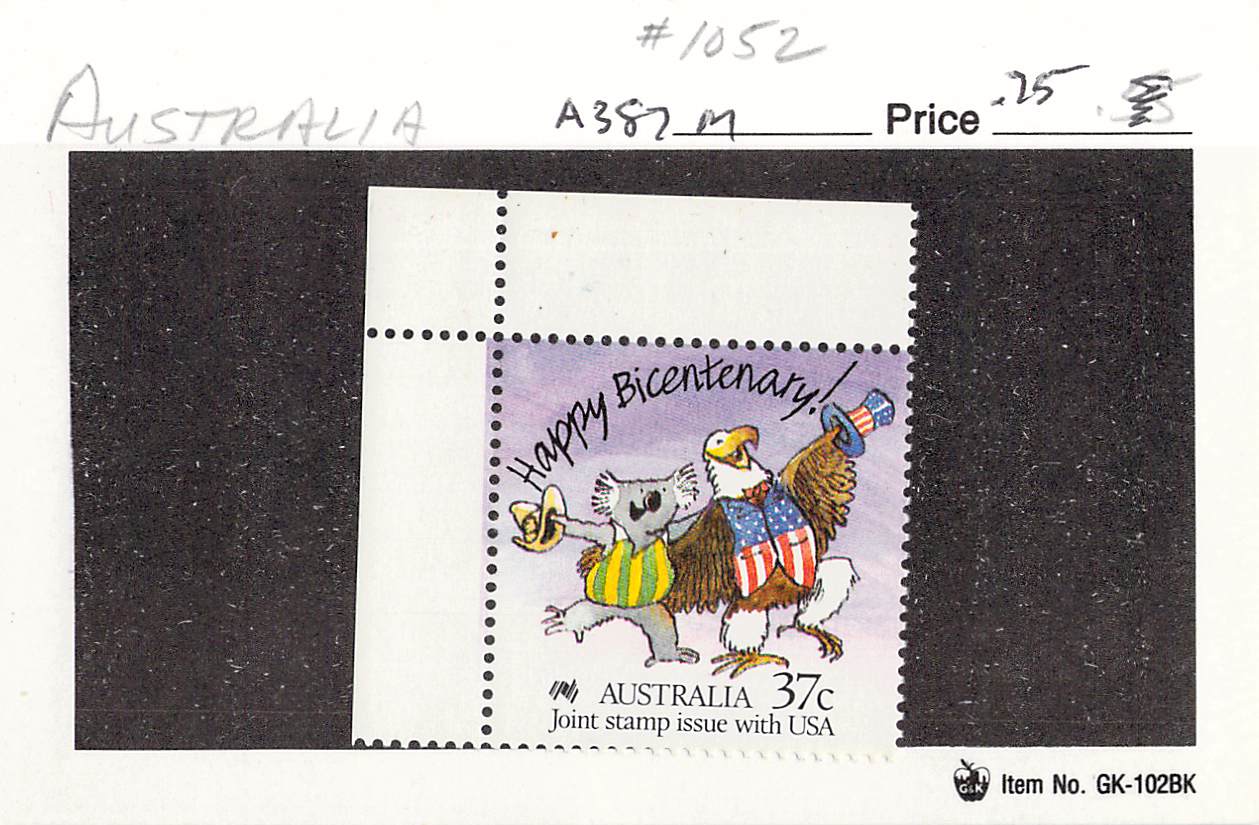 #1052
AUSTRALIA A387 M Price .25
Happy Bicentenary!
AUSTRALIA 37c
Joint stamp issue with USA
G&K Item No. GK-102BK